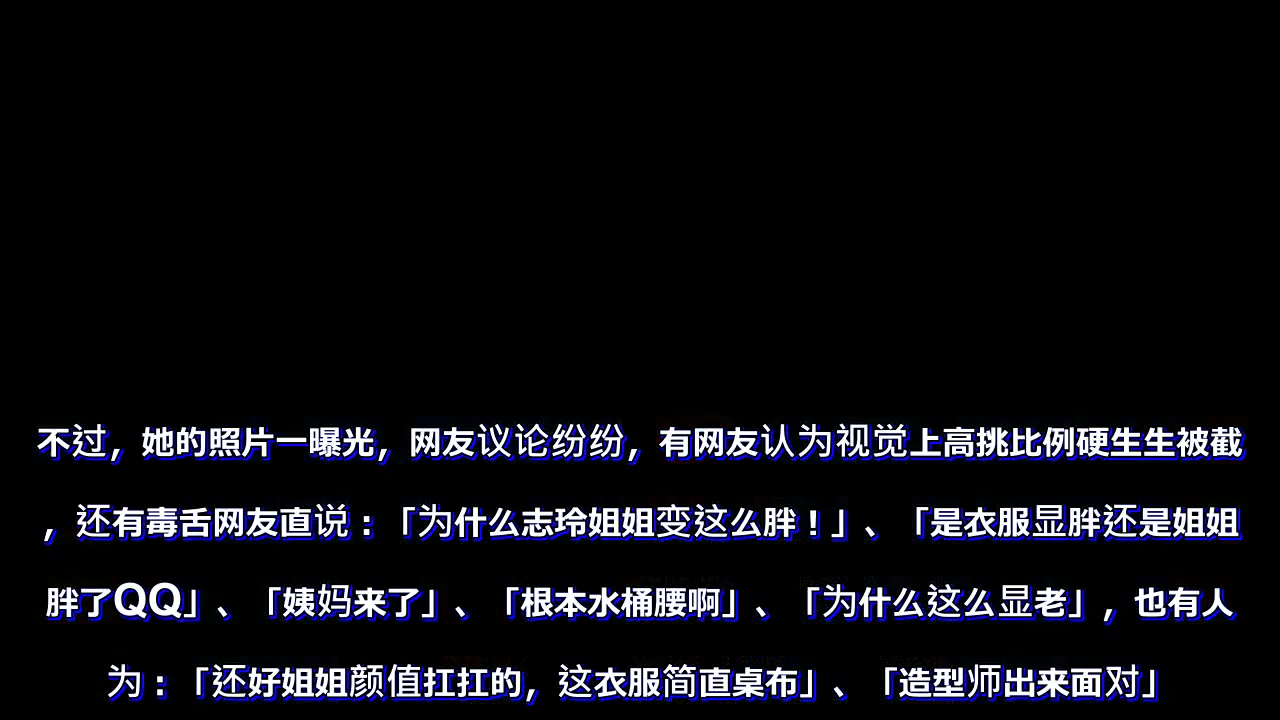 不过，她的照片一曝光，网友议论纷纷，有网友认为视觉上高挑比例硬生生被截
，还有毒舌网友直说：「为什么志玲姐姐变这么胖！」、「是衣服显胖还是姐姐
胖了QQ」、「姨妈来了」、「根本水桶腰啊」、「为什么这么显老」，也有人
为：「还好姐姐颜值扛扛的，这衣服简直桌布」、「造型师出来面对」